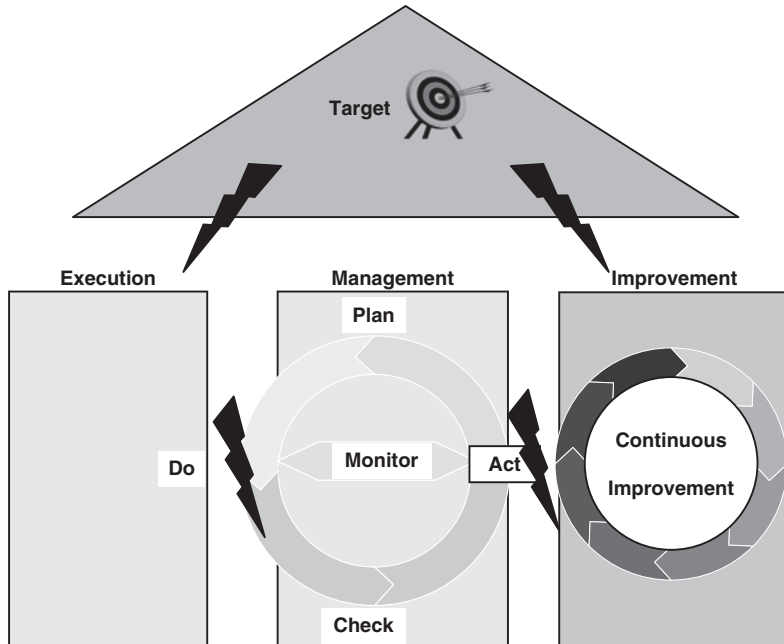 Target
Execution
Management
Improvement
Plan
Do
Monitor
Act
Check
Continuous
Improvement